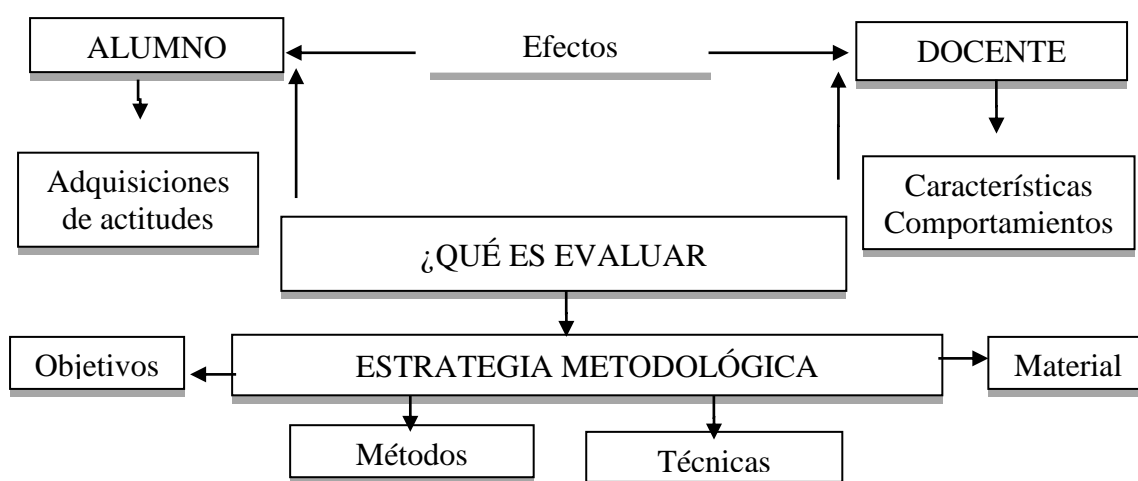 ALUMNO
Efectos
DOCENTE
Adquisiciones
de actitudes
Características
Comportamientos
¿QUÉ ES EVALUAR
Objetivos
ESTRATEGIA METODOLÓGICA
Material
Métodos
Técnicas